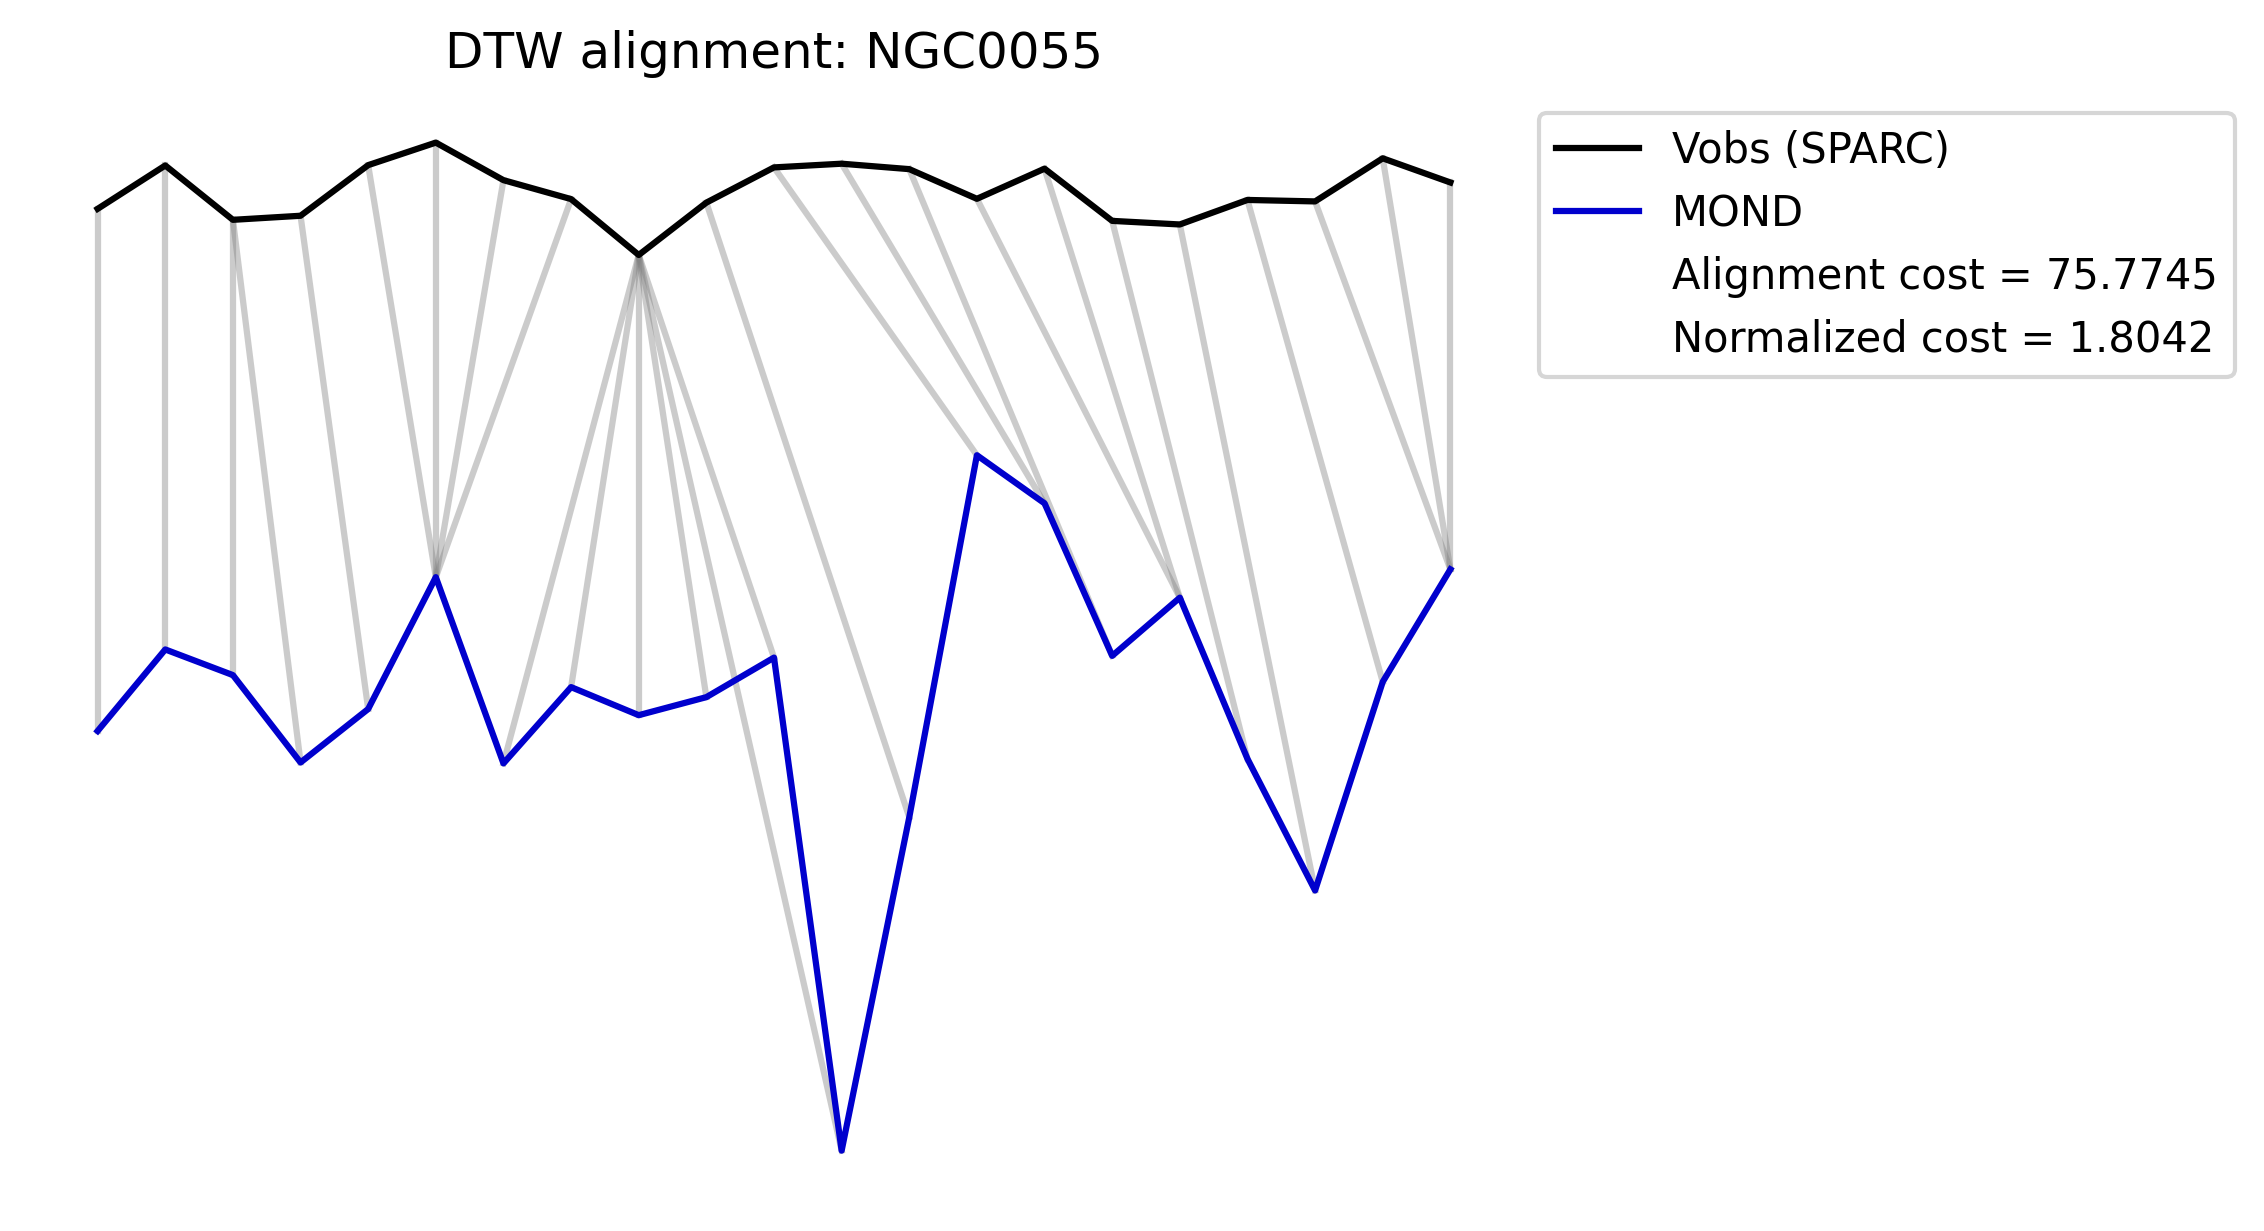 DTW alignment: NGC0055
Vobs (SPARC)
MOND
Alignment cost = 75.7745
Normalized cost = 1.8042